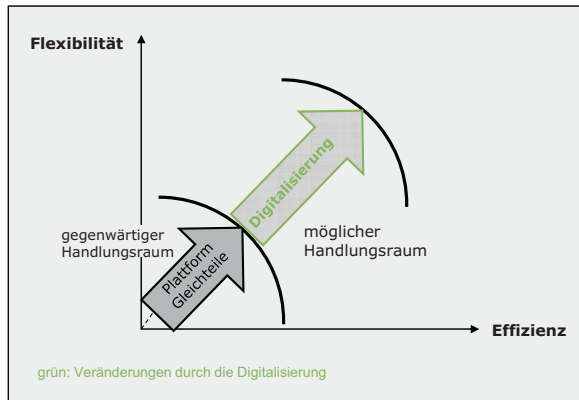 Flexibilität
Digitalisierung
gegenwärtiger
Handlungsraum
möglicher
Handlungsraum
Plattform
Gleichteile
Effizienz
grün: Veränderungen durch die Digitalisierung